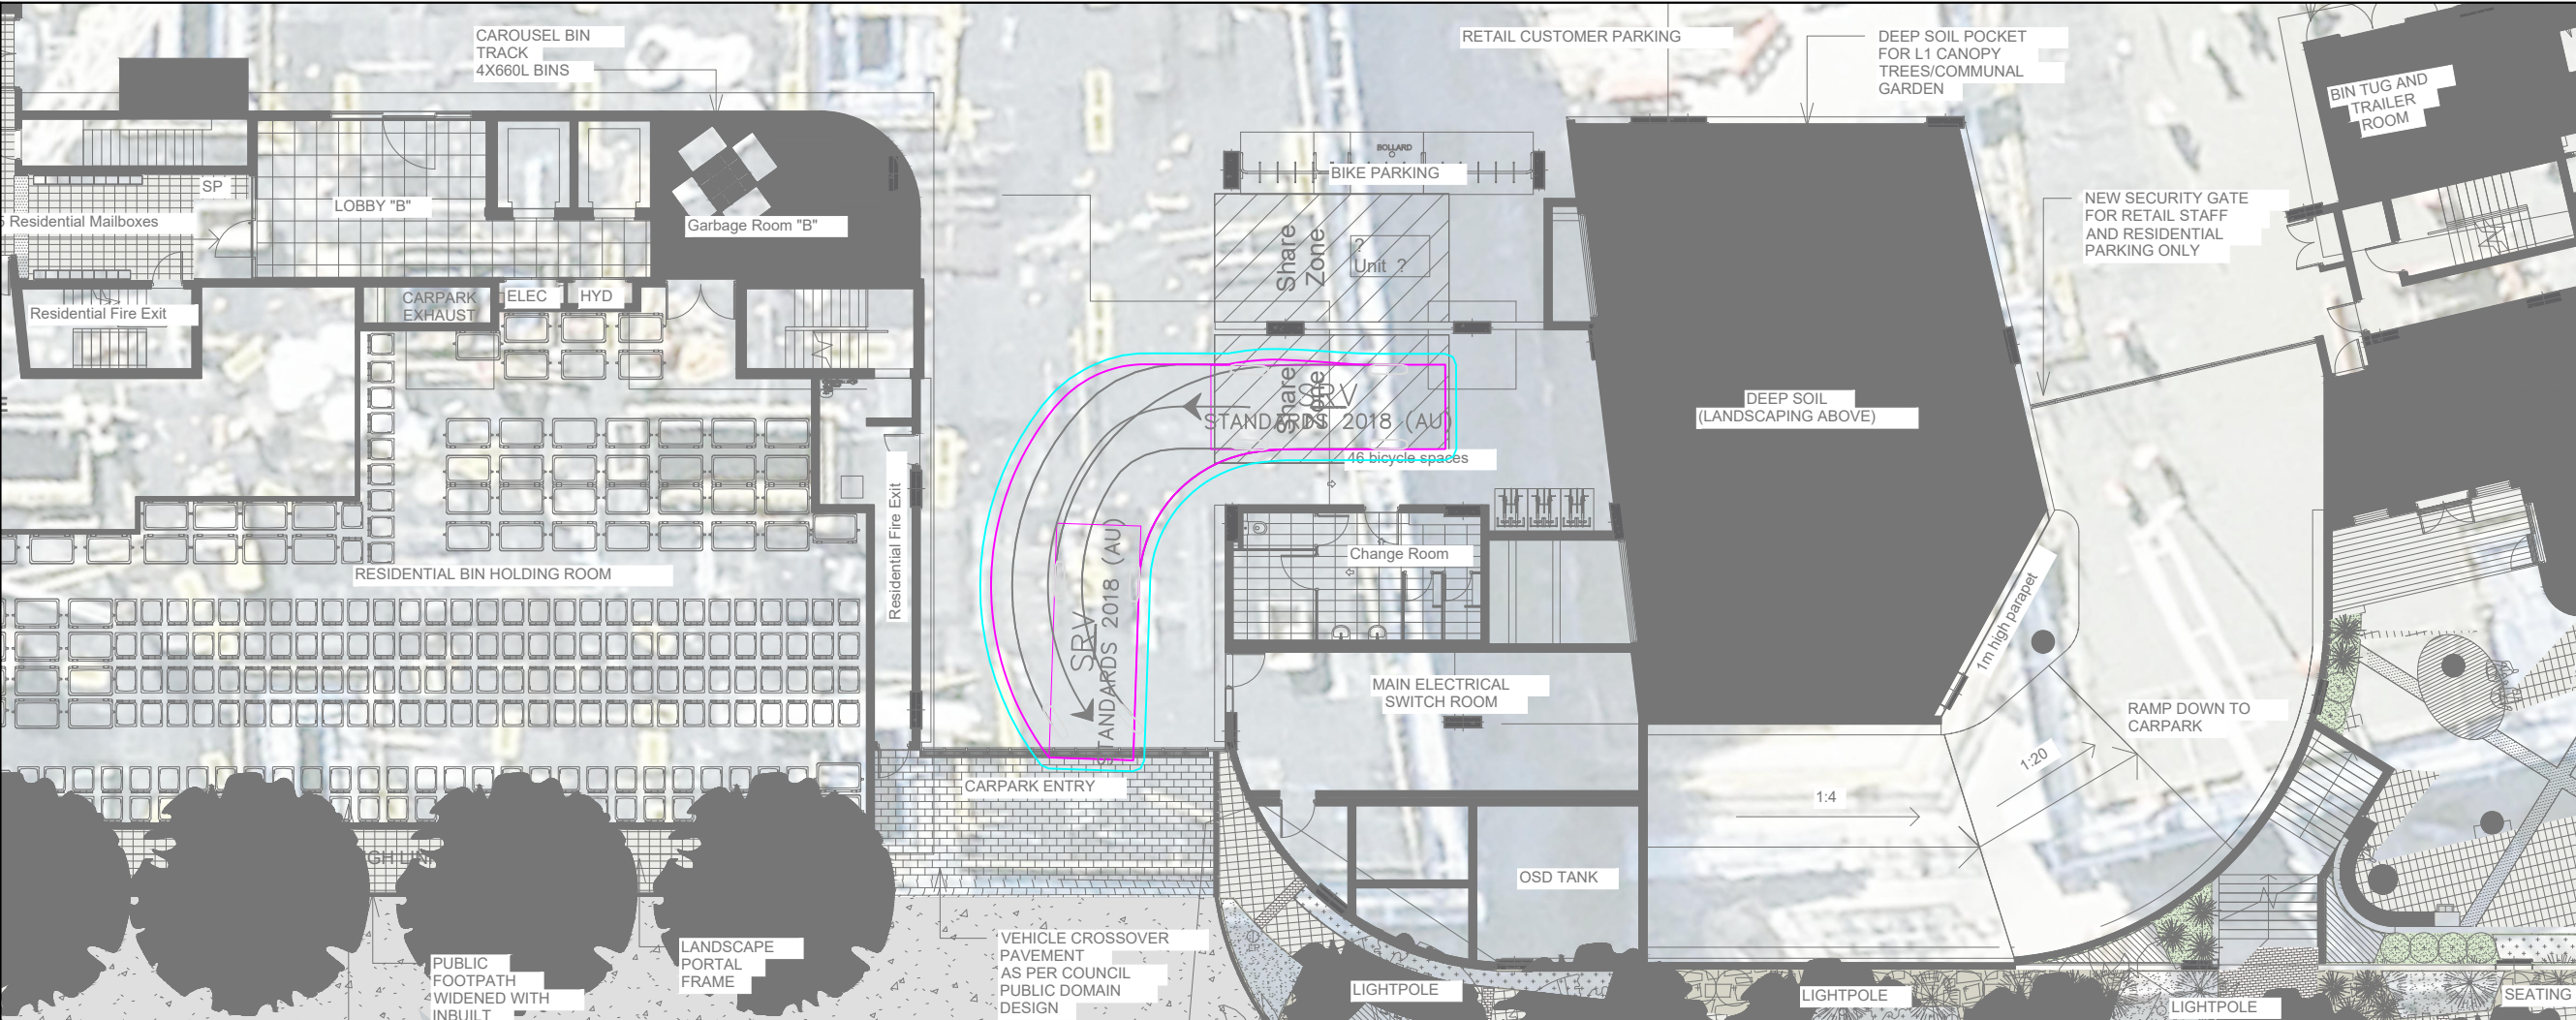 CAROUSEL BIN
TRACK
4X660L BINS
RETAIL CUSTOMER PARKING
DEEP SOIL POCKET
FOR L1 CANOPY
TREES/COMMUNAL
GARDEN
BIN TUG AND
TRAILER
ROOM
BOLLARD
BIKE PARKING
SP
LOBBY "B"
Residential Mailboxes
Garbage Room "B"
Share
Zone
?
Unit ?
NEW SECURITY GATE
FOR RETAIL STAFF
AND RESIDENTIAL
PARKING ONLY
CARPARK
EXHAUST
ELEC
HYD
Residential Fire Exit
Share
Zone
SRV
STANDARDS 2018 (AU)
46 bicycle spaces
DEEP SOIL
(LANDSCAPING ABOVE)
Residential Fire Exit
RESIDENTIAL BIN HOLDING ROOM
Change Room
SRV
STANDARDS 2018 (AU)
1m high parapet
MAIN ELECTRICAL
SWITCH ROOM
RAMP DOWN TO
CARPARK
1:20
1:4
CARPARK ENTRY
OSD TANK
PUBLIC
FOOTPATH
WIDENED WITH
INBUILT
LANDSCAPE
PORTAL
FRAME
VEHICLE CROSSOVER
PAVEMENT
AS PER COUNCIL
PUBLIC DOMAIN
DESIGN
LIGHTPOLE
LIGHTPOLE
LIGHTPOLE
SEATING